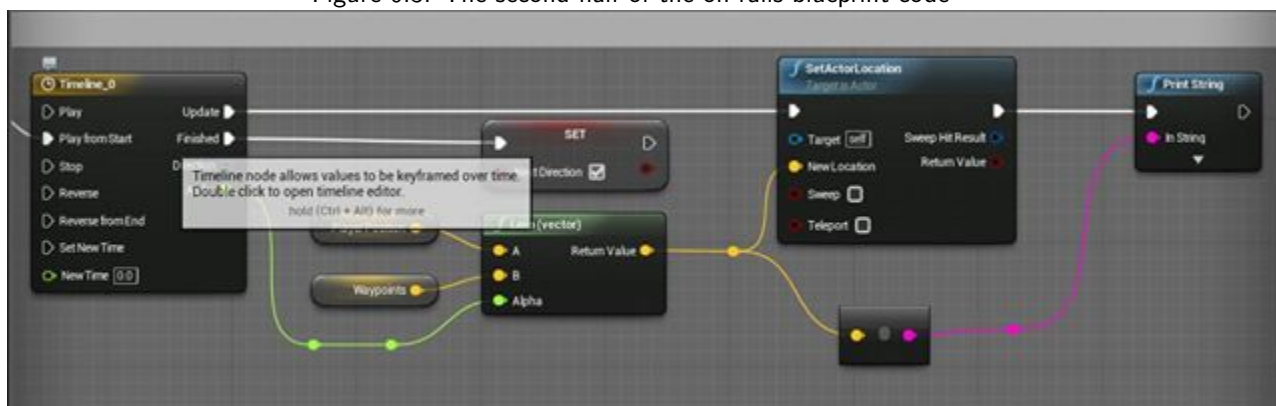 Figure 6.8: The second half of the on rails blueprint code
Timeline_0
Play
Update
Play from Start
Finished
Stop
Reverse
Reverse from End
Set New Time
New Time 0.0
Timeline node allows values to be keyframed over time.
Double click to open timeline editor.
hold (Ctrl + Alt) for more
SET
Direction
Waypoints
(vector)
A
Return Value
B
Alpha
SetActorLocation
Target is Actor
Target self
Sweep Hit Result
New Location
Return Value
Sweep
Teleport
Print String
In String